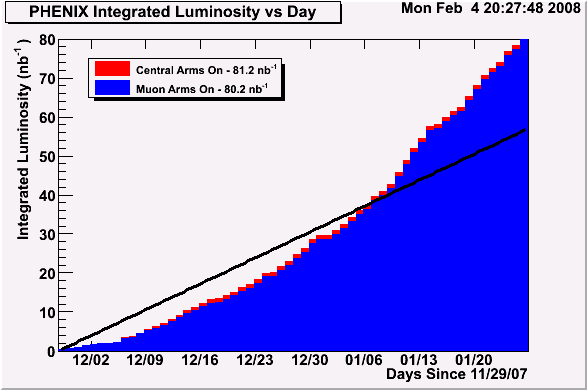 PHENIX Integrated Luminosity vs Day
Mon Feb 4 20:27:48 2008
Integrated Luminosity (nb⁻¹)
80
70
60
50
40
30
20
10
0
Central Arms On - 81.2 nb⁻¹
Muon Arms On - 80.2 nb⁻¹
12/02 12/09 12/16 12/23 12/30 01/06 01/13 01/20
Days Since 11/29/07